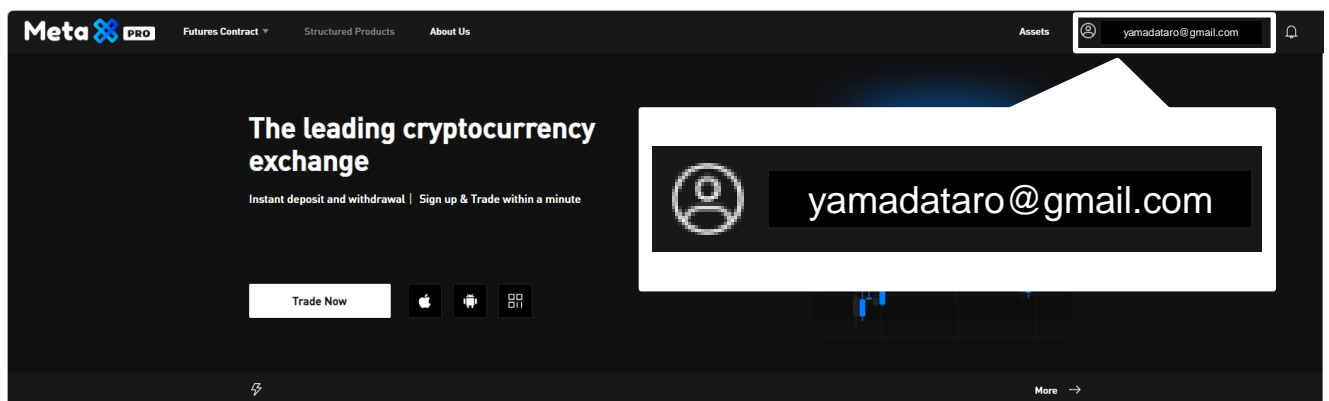 Meta PRO Futures Contract Structured Products About Us Assets yamadataro@gmail.com
The leading cryptocurrency
exchange
yamadataro@gmail.com
Instant deposit and withdrawal | Sign up & Trade within a minute
Trade Now
More →